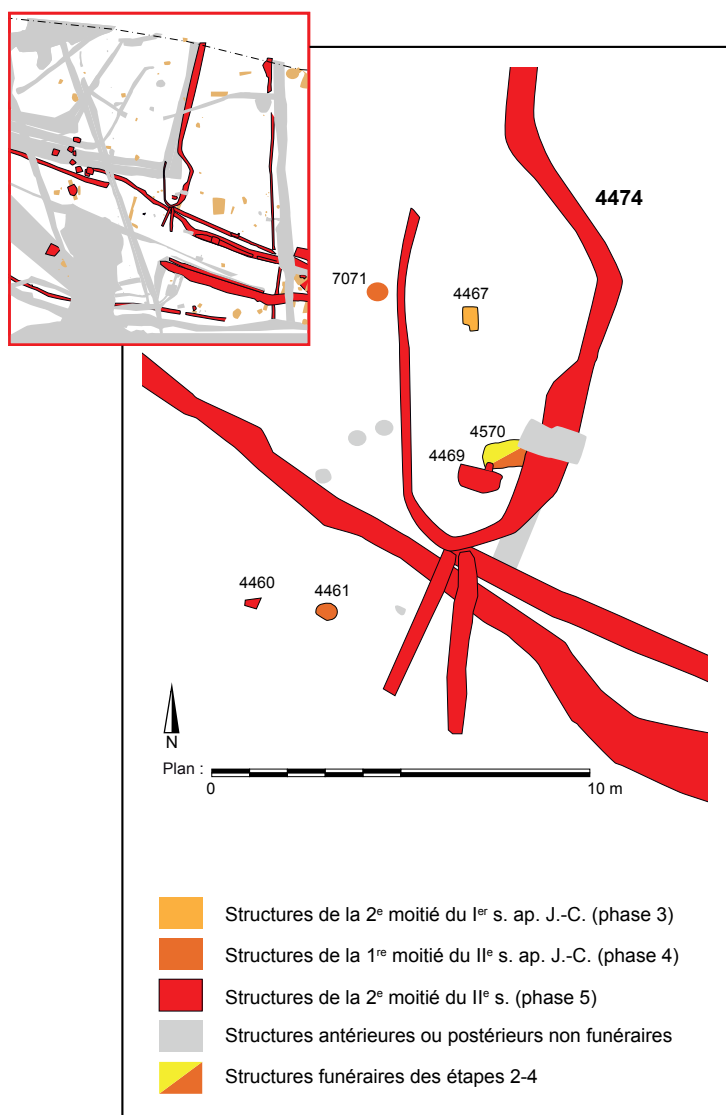 4474
7071
4467
4570
4469
4460
4461
N
Plan :
0
10 m
Structures de la 2e moitié du Ier s. ap. J.-C. (phase 3)
Structures de la 1re moitié du IIe s. ap. J.-C. (phase 4)
Structures de la 2e moitié du IIe s. (phase 5)
Structures antérieures ou postérieurs non funéraires
Structures funéraires des étapes 2-4